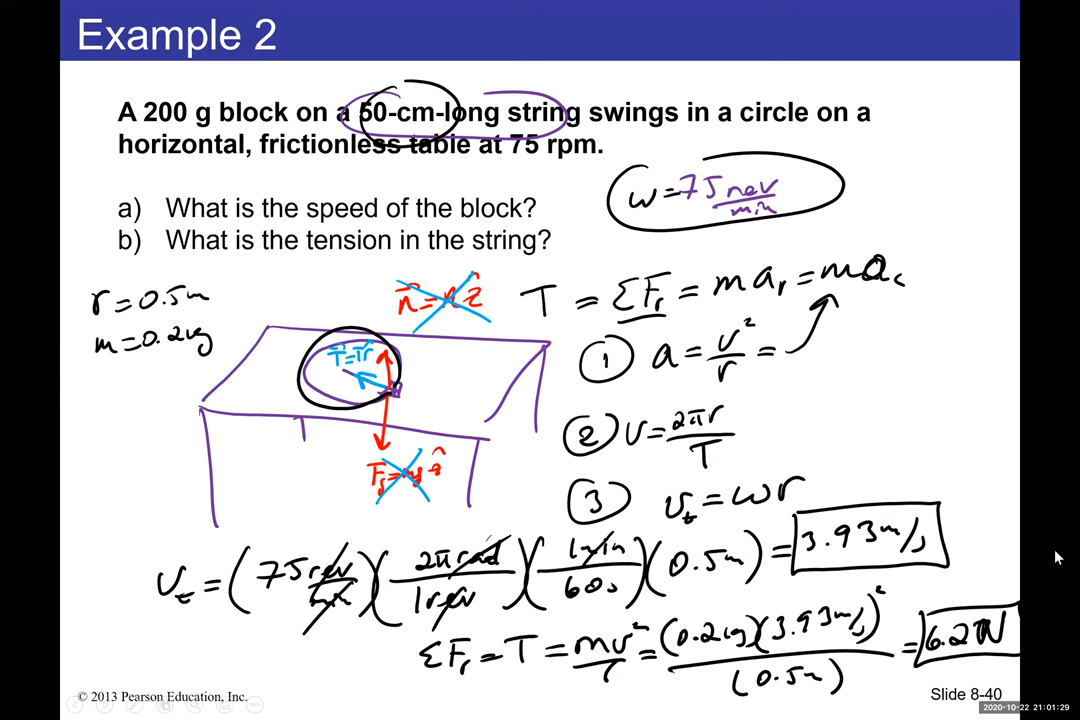 Example 2
A 200 g block on a 50-cm-long string swings in a circle on a
horizontal, frictionless table at 75 rpm.
ω = 75 rev/min
a) What is the speed of the block?
b) What is the tension in the string?
r = 0.5m
m = 0.2kg
n = n ẑ
T = ΣFr = mar = mac
T = Tr
① a = v²/r =
② v = 2πr/T
Fg =
③ vt = ωr
vt = (75 rev/min)(2π rad/1 rev)(1 min/60s)(0.5m) = 3.93 m/s
ΣFr = T = mv²/r = (0.2kg)(3.93m/s)²/(0.5m) = 6.2N
© 2013 Pearson Education, Inc.
Slide 8-40
2020-10-22 21:01:29